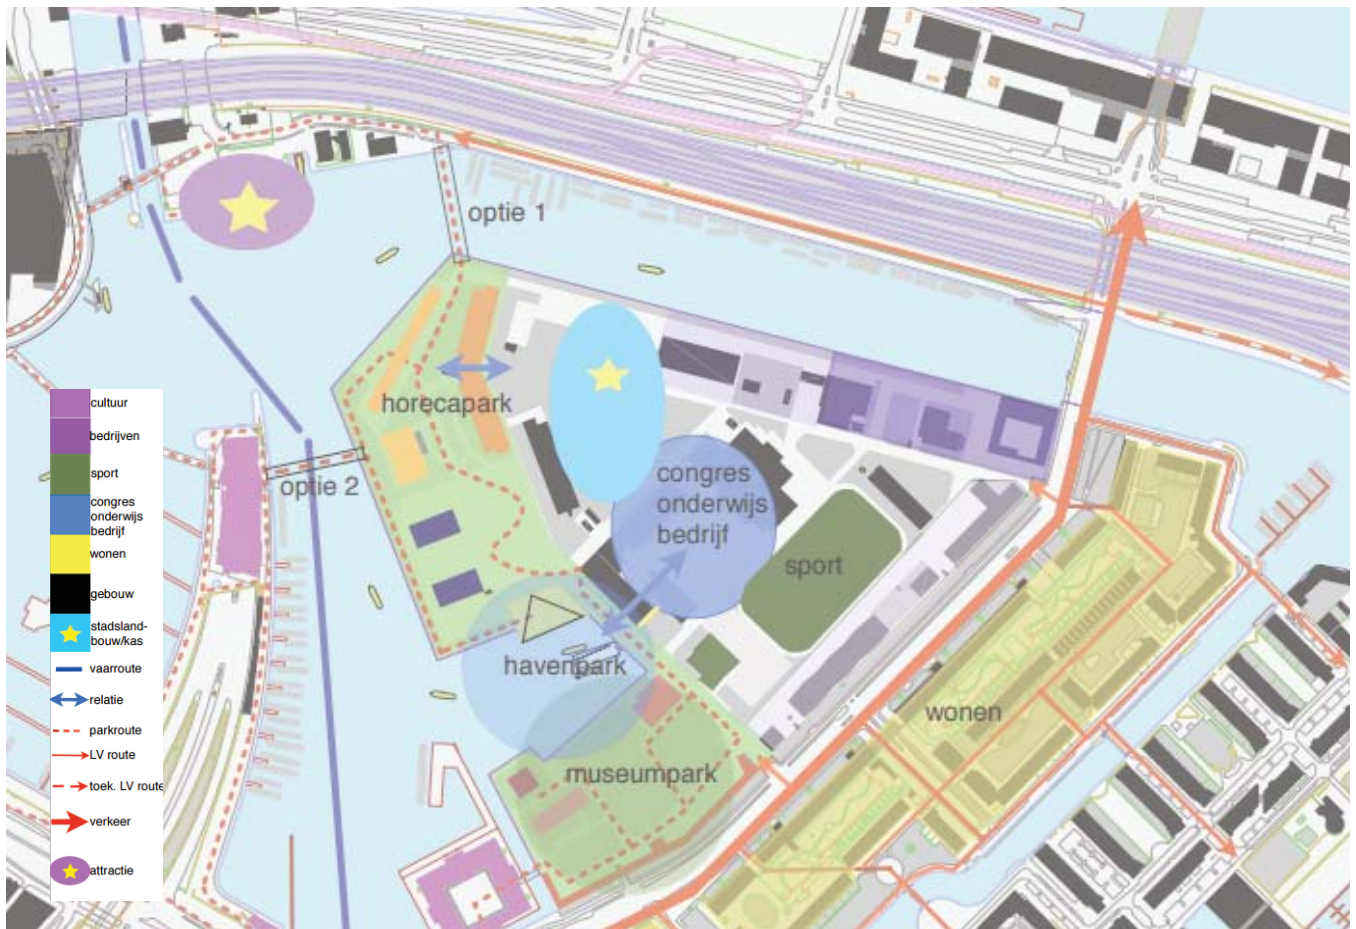 optie 1
horecapark
optie 2
congres
onderwijs
bedrijf
sport
havenpark
museumpark
wonen
cultuur
bedrijven
sport
congres
onderwijs
bedrijf
wonen
gebouw
stadsland-
bouw/kas
vaarroute
relatie
parkroute
LV route
toek. LV route
verkeer
attractie